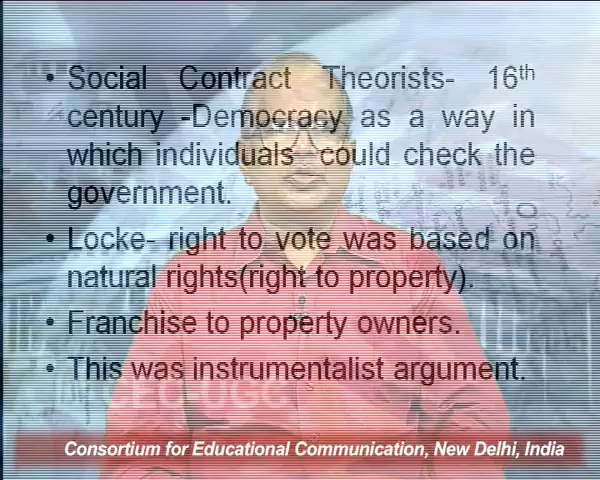 • Social Contract Theorists- 16th
century -Democracy as a way in
which individuals could check the
government.
• Locke- right to vote was based on
natural rights(right to property).
• Franchise to property owners.
• This was instrumentalist argument.
CEC-UGC
Consortium for Educational Communication, New Delhi, India